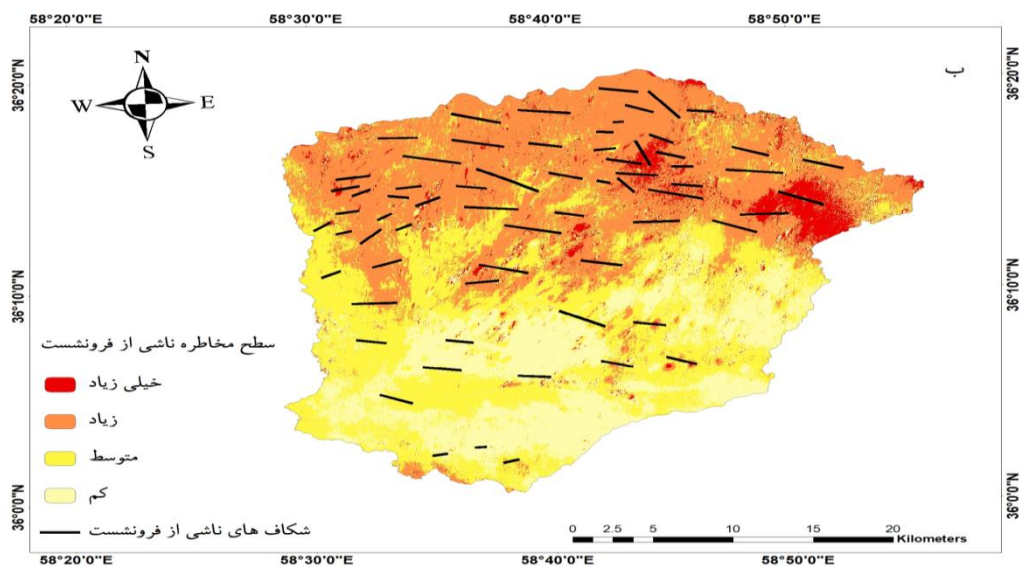 58°20'0"E 58°30'0"E 58°40'0"E 58°50'0"E
ب
N
W E
S
36°20'0"N 36°20'0"N
36°10'0"N 36°10'0"N
36°0'0"N 36°0'0"N
سطح مخاطره ناشی از فرونشست
خیلی زیاد
زیاد
متوسط
کم
شکاف های ناشی از فرونشست
0 2.5 5 10 15 20
Kilometers
58°20'0"E 58°30'0"E 58°40'0"E 58°50'0"E